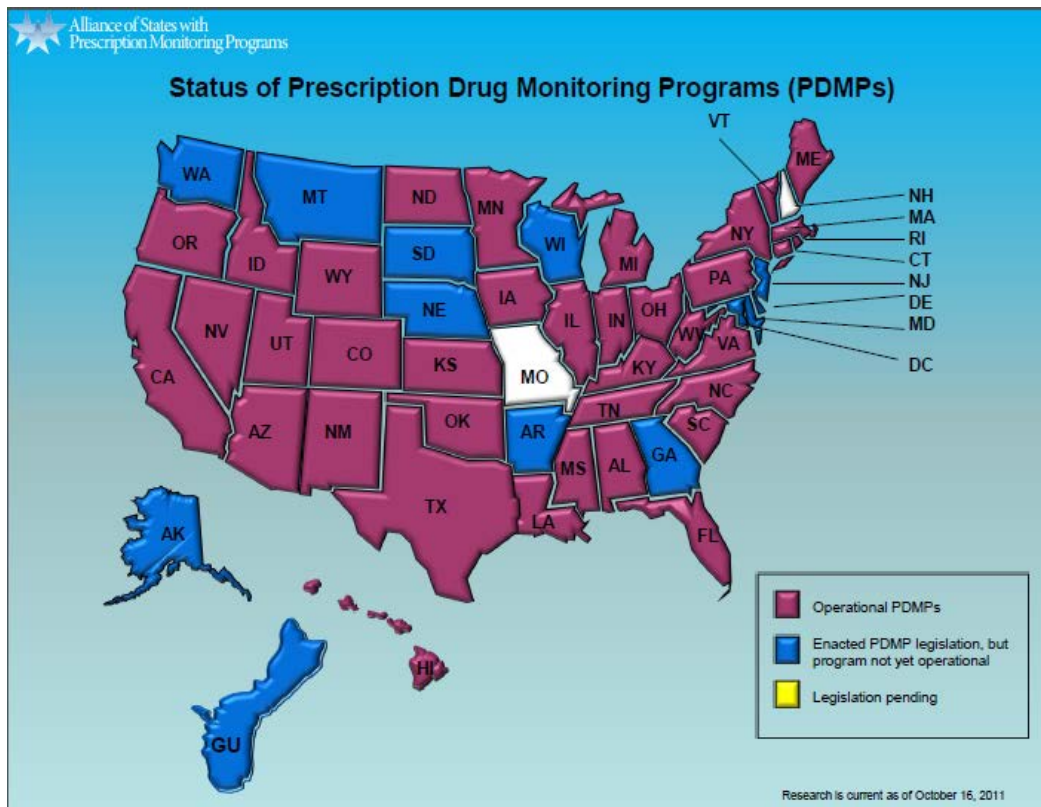 Alliance of States with
Prescription Monitoring Programs
Status of Prescription Drug Monitoring Programs (PDMPs)
VT
ME
WA
MT
ND
MN
NH
MA
RI
CT
NJ
DE
MD
DC
OR
ID
WY
SD
WI
MI
NY
PA
NE
IA
IL
IN
OH
WV
VA
NV
UT
CO
KS
MO
KY
CA
NC
TN
SC
AZ
NM
OK
AR
MS
AL
GA
TX
LA
FL
AK
HI
GU
Operational PDMPs
Enacted PDMP legislation, but
program not yet operational
Legislation pending
Research is current as of October 16, 2011